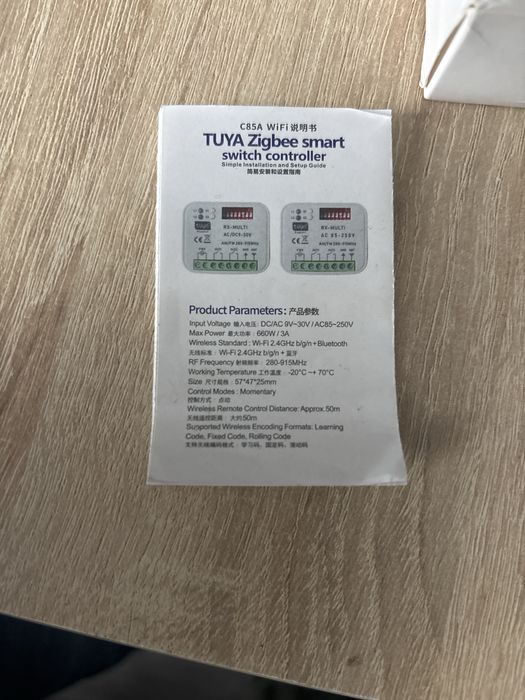 C85A WiFi 说明书
TUYA Zigbee smart
switch controller
Simple Installation and Setup Guide
简易安装和设置指南
RX-MULTI
AC/DC9-30V
RX-MULTI
AC 85-250V
Product Parameters: 产品参数
Input Voltage 输入电压: DC/AC 9V~30V / AC85~250V
Max Power 最大功率: 660W / 3A
Wireless Standard : Wi-Fi 2.4GHz b/g/n + Bluetooth
无线标准: Wi-Fi 2.4GHz b/g/n + 蓝牙
RF Frequency 射频频率: 280-915MHz
Working Temperature 工作温度: -20°C ~+ 70°C
Size 尺寸规格: 57*47*25mm
Control Modes : Momentary
控制方式: 点动
Wireless Remote Control Distance: Approx. 50m
无线遥控距离: 大约50m
Supported Wireless Encoding Formats: Learning
Code, Fixed Code, Rolling Code
支持无线编码格式: 学习码, 固定码, 滚动码